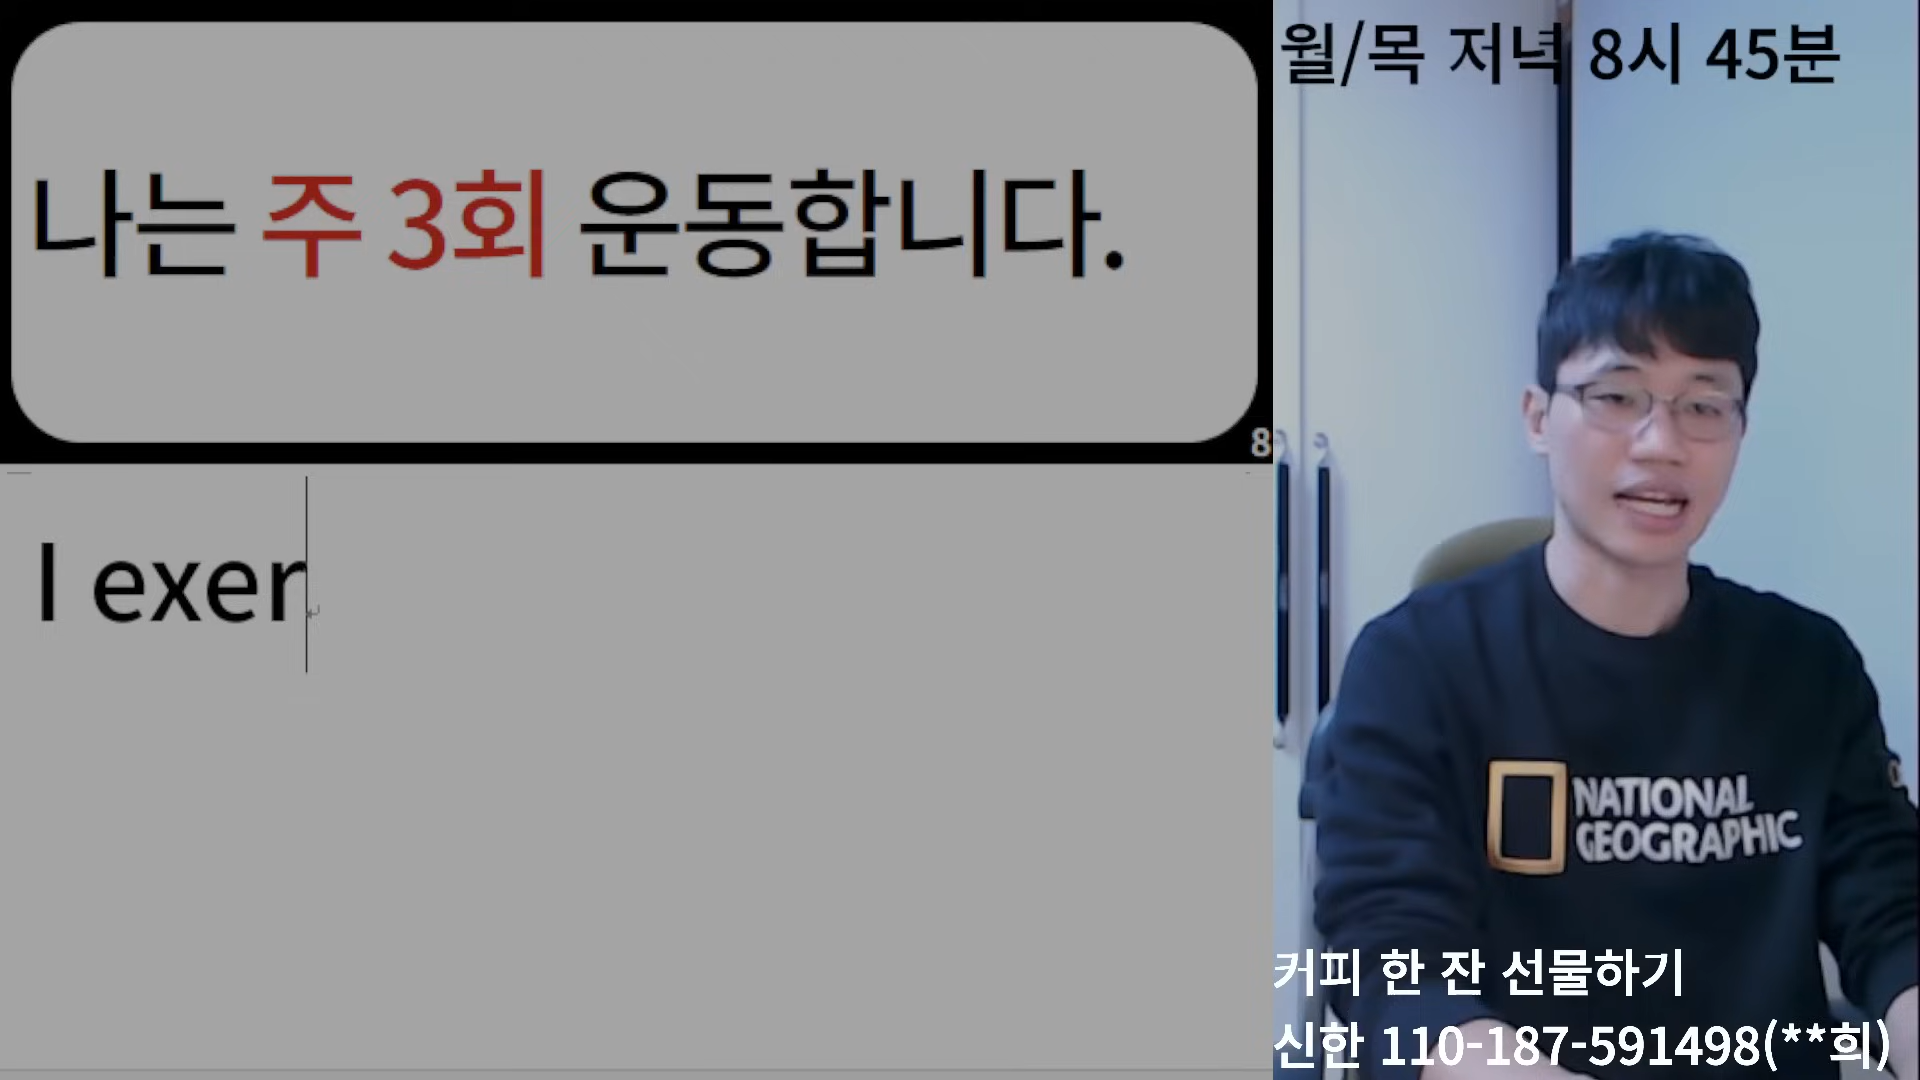 나는 주 3회 운동합니다.
8
I exer
월/목 저녁 8시 45분
NATIONAL
GEOGRAPHIC
커피 한 잔 선물하기
신한 110-187-591498(**희)